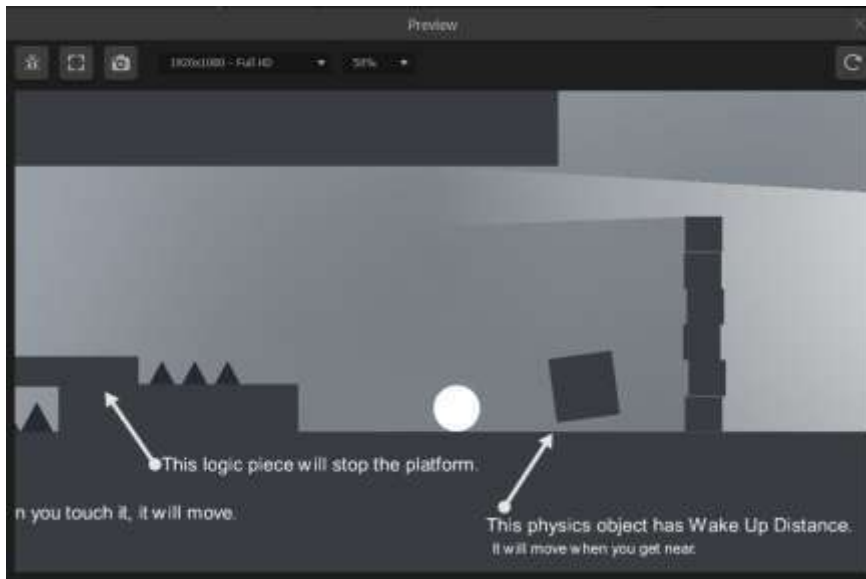 Preview
1920x1080 - Full HD
50%
This logic piece will stop the platform.
n you touch it, it will move.
This physics object has Wake Up Distance.
It will move when you get near.